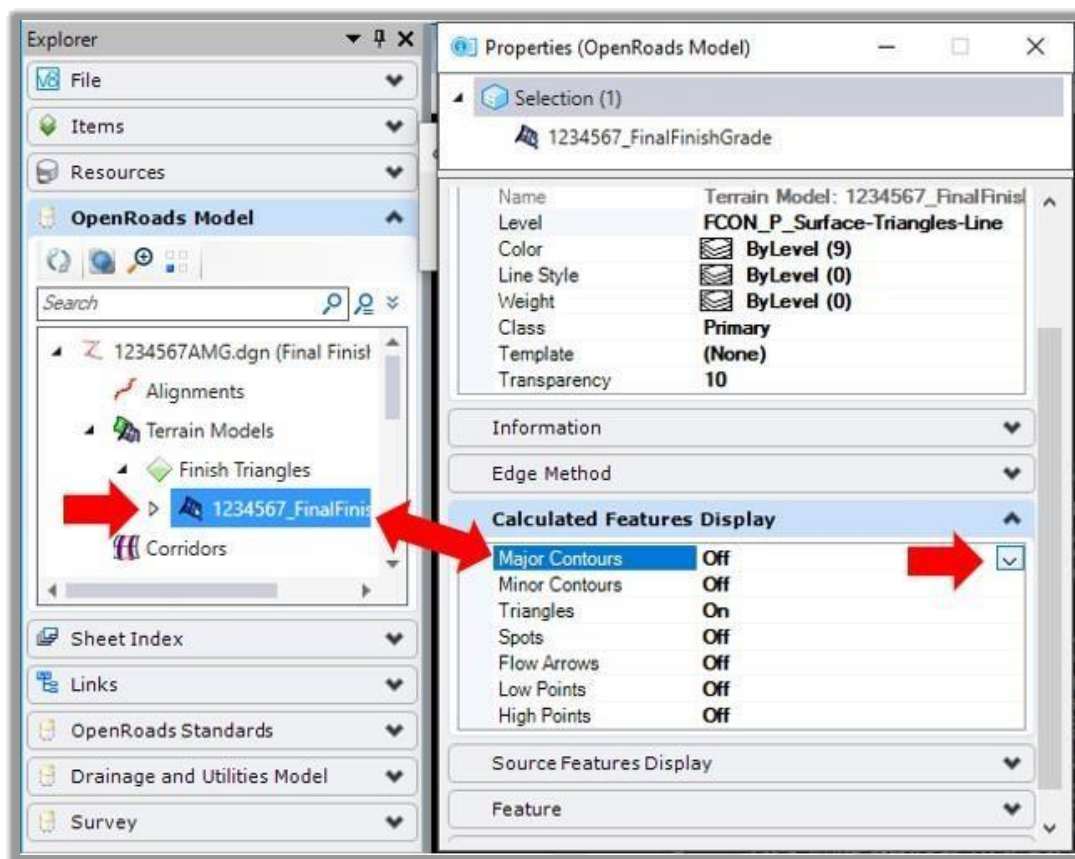 Explorer
File
Items
Resources
OpenRoads Model
Search
1234567AMG.dgn (Final Finish
Alignments
Terrain Models
Finish Triangles
1234567_FinalFinis
Corridors
Sheet Index
Links
OpenRoads Standards
Drainage and Utilities Model
Survey
Properties (OpenRoads Model)
Selection (1)
1234567_FinalFinishGrade
Name Terrain Model: 1234567_FinalFinisl
Level FCON_P_Surface-Triangles-Line
Color ByLevel (9)
Line Style ByLevel (0)
Weight ByLevel (0)
Class Primary
Template (None)
Transparency 10
Information
Edge Method
Calculated Features Display
Major Contours Off
Minor Contours Off
Triangles On
Spots Off
Flow Arrows Off
Low Points Off
High Points Off
Source Features Display
Feature